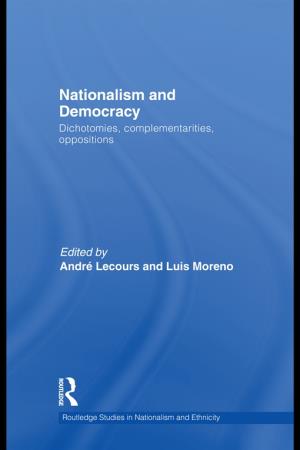 Nationalism and
Democracy
Dichotomies, complementarities,
oppositions
Edited by
André Lecours and Luis Moreno
ROUTLEDGE
Routledge Studies in Nationalism and Ethnicity